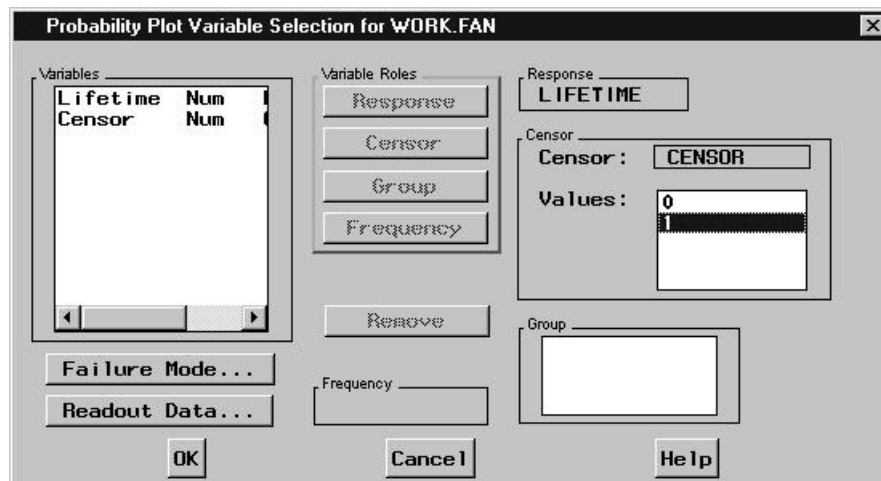 Probability Plot Variable Selection for WORK.FAN
Variables
Lifetime Num
Censor Num
Failure Mode...
Readout Data...
Variable Roles
Response
Censor
Group
Frequency
Remove
Frequency
Response
LIFETIME
Censor
Censor: CENSOR
Values: 0
1
Group
OK
Cancel
Help